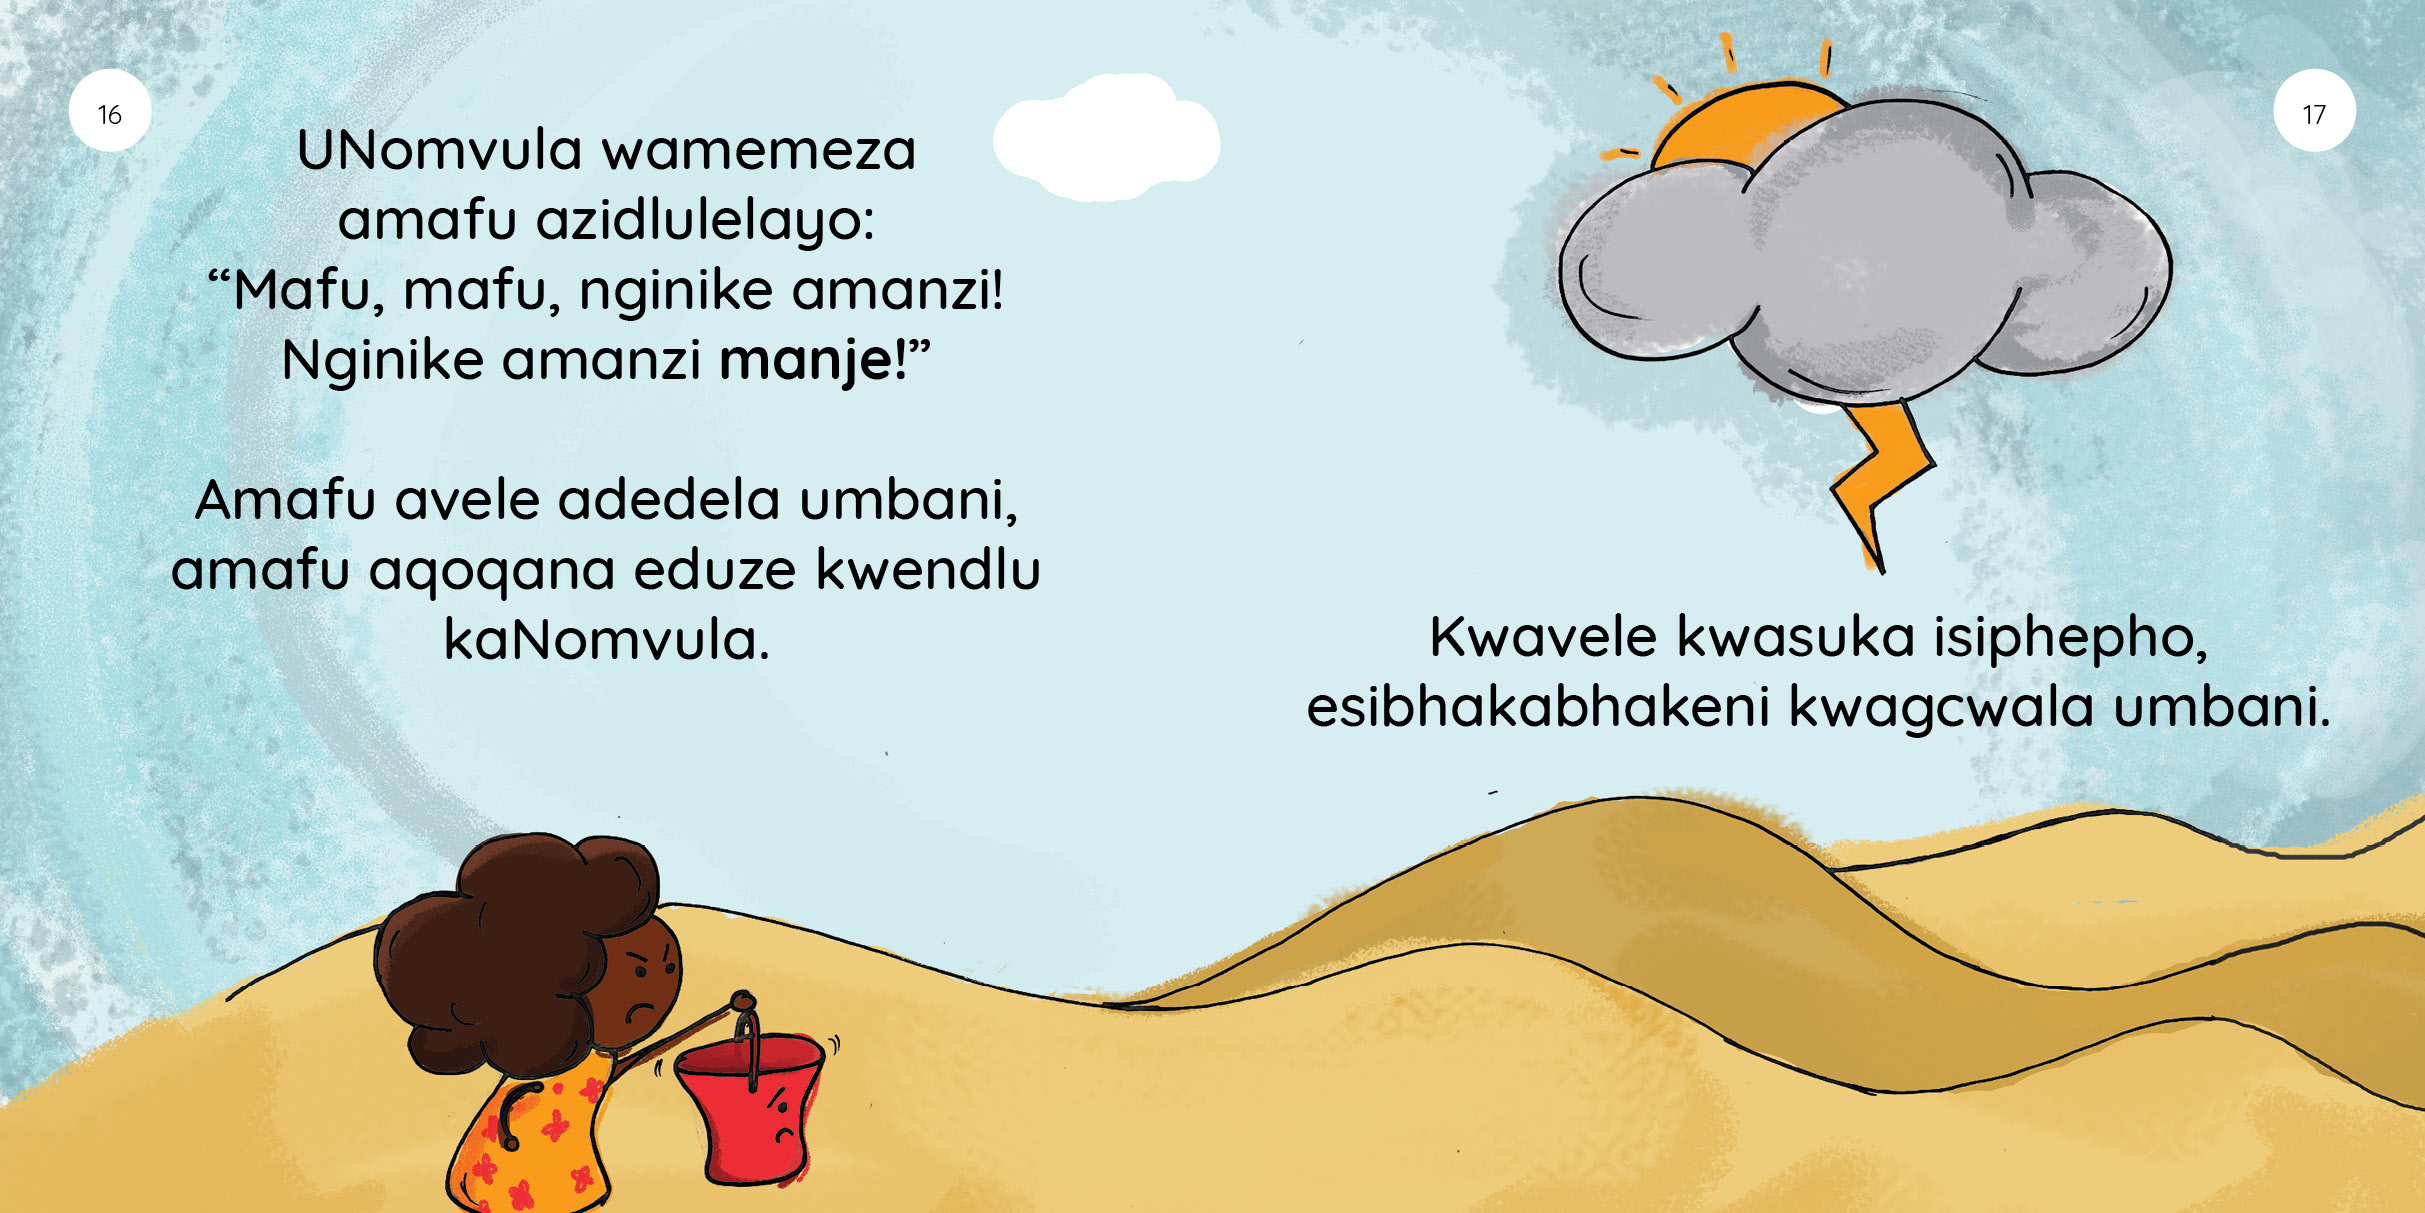 16
UNomvula wamemeza
amafu azidlulelayo:
“Mafu, mafu, nginike amanzi!
Nginike amanzi manje!”
Amafu avele adedela umbani,
amafu aqoqana eduze kwendlu
kaNomvula.
17
Kwavele kwasuka isiphepho,
esibhakabhakeni kwagcwala umbani.